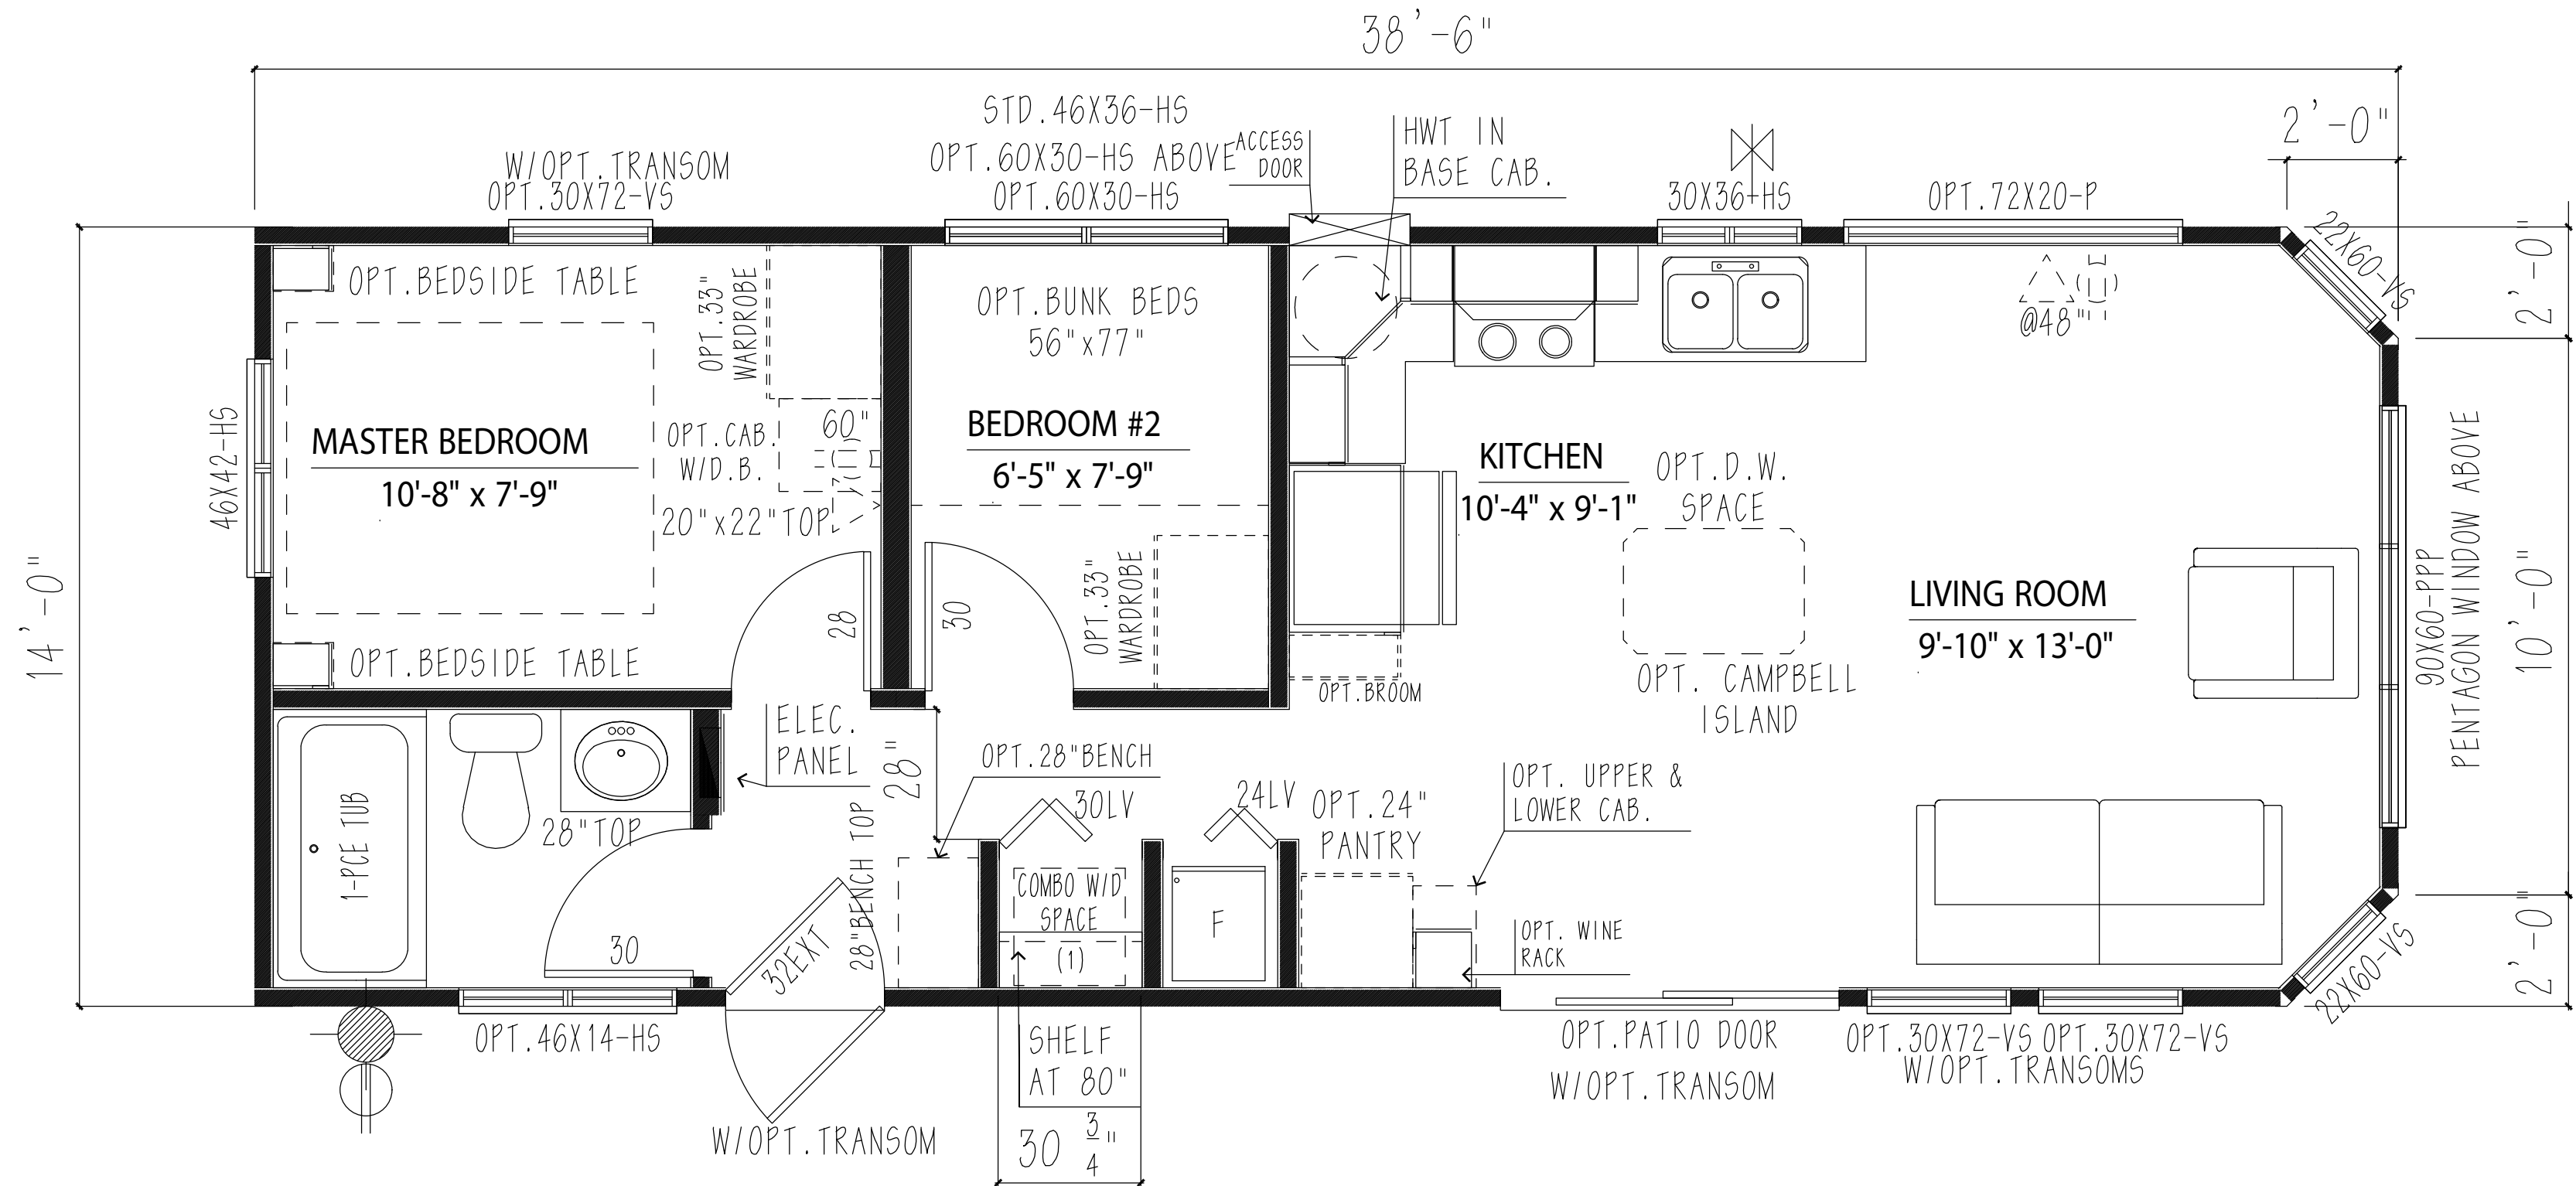 38'-6"
2'-0"
STD.46X36-HS
OPT.60X30-HS ABOVE
OPT.60X30-HS
W/OPT.TRANSOM
OPT.30X72-VS
ACCESS
DOOR
HWT IN
BASE CAB.
30X36-HS
OPT.72X20-P
22X60-VS
2'-0"
OPT.BEDSIDE TABLE
OPT.33"
WARDROBE
OPT.BUNK BEDS
56"x77"
@48"
14'-0"
46X42-HS
MASTER BEDROOM
10'-8" x 7'-9"
OPT.CAB.
W/D.B.
20"x22"TOP
60"
BEDROOM #2
6'-5" x 7'-9"
KITCHEN
10'-4" x 9'-1"
OPT.D.W.
SPACE
OPT. CAMPBELL
ISLAND
LIVING ROOM
9'-10" x 13'-0"
90X60-PPP
PENTAGON WINDOW ABOVE
10'-0"
OPT.BEDSIDE TABLE
28
30
OPT.33"
WARDROBE
OPT.BROOM
ELEC.
PANEL
28"
OPT.28"BENCH
28"BENCH TOP
30LV
24LV
OPT.24"
PANTRY
OPT. UPPER &
LOWER CAB.
1-PCE TUB
28"TOP
30
32EXT
COMBO W/D
SPACE
(1)
F
OPT. WINE
RACK
22X60-VS
2'-0"
OPT.46X14-HS
SHELF
AT 80"
30 3/4"
W/OPT.TRANSOM
OPT.PATIO DOOR
W/OPT.TRANSOM
OPT.30X72-VS OPT.30X72-VS
W/OPT.TRANSOMS